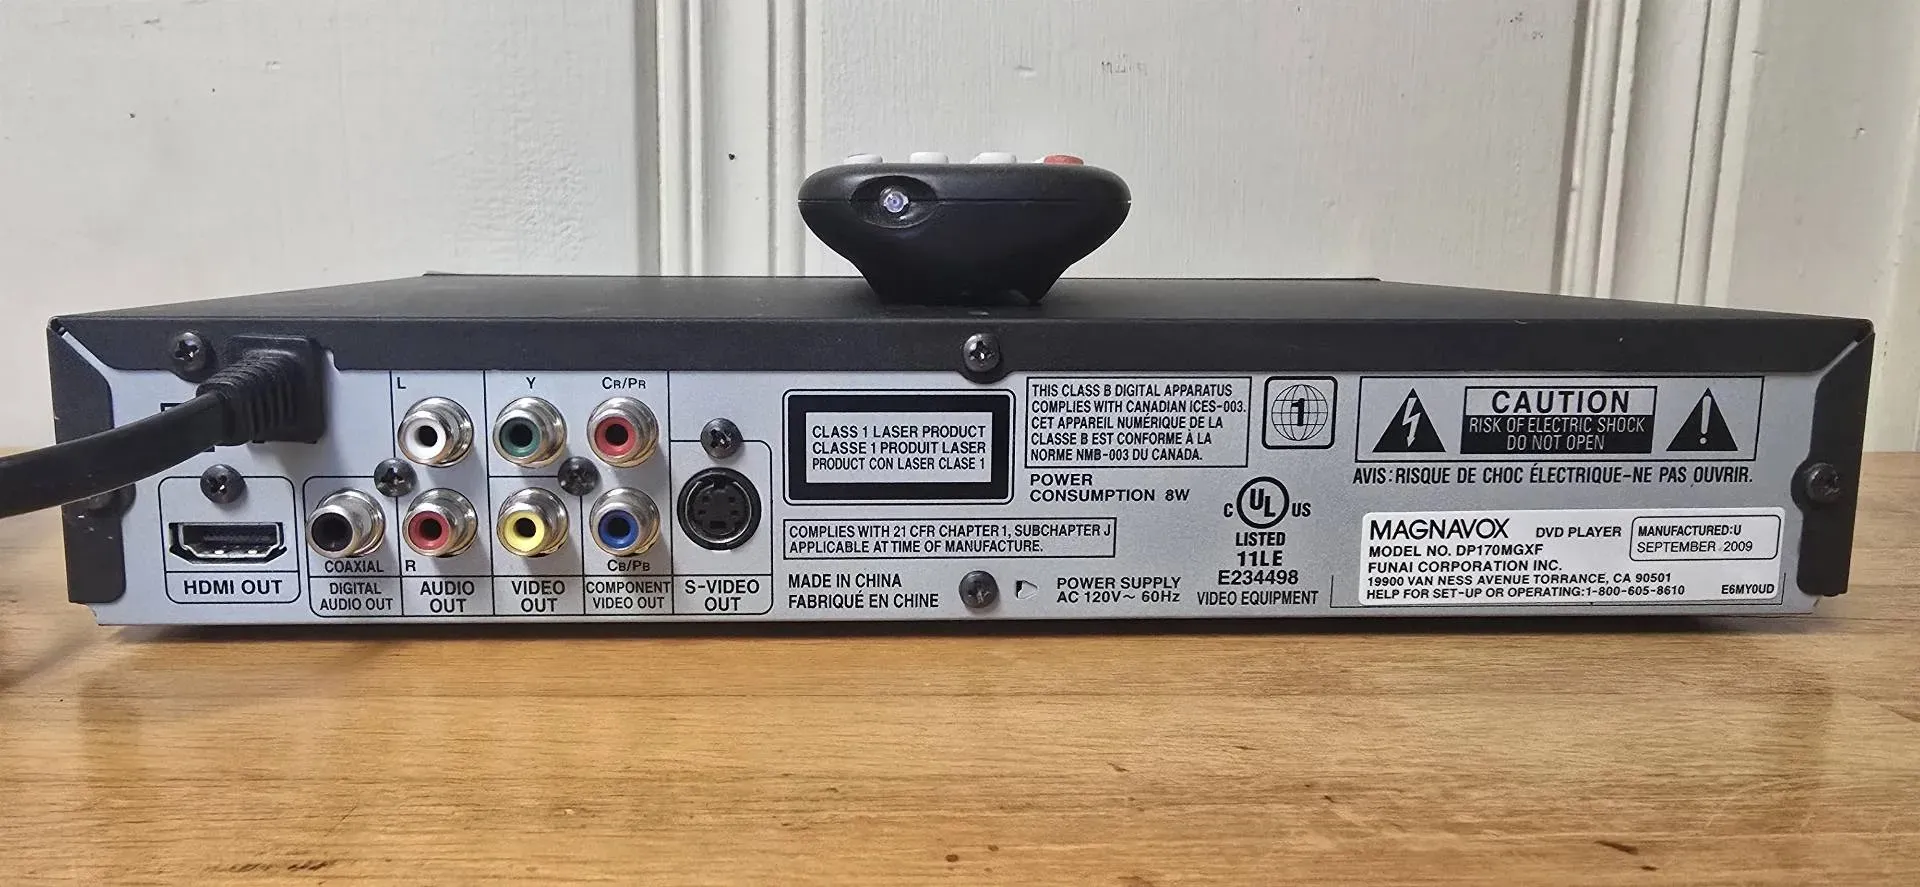 L
Y
CR/PR
R
CB/PB
HDMI OUT
COAXIAL
DIGITAL
AUDIO OUT
AUDIO
OUT
VIDEO
OUT
COMPONENT
VIDEO OUT
S-VIDEO
OUT
CLASS 1 LASER PRODUCT
CLASSE 1 PRODUIT LASER
PRODUCT CON LASER CLASE 1
COMPLIES WITH 21 CFR CHAPTER 1, SUBCHAPTER J
APPLICABLE AT TIME OF MANUFACTURE.
MADE IN CHINA
FABRIQUÉ EN CHINE
THIS CLASS B DIGITAL APPARATUS
COMPLIES WITH CANADIAN ICES-003.
CET APPAREIL NUMÉRIQUE DE LA
CLASSE B EST CONFORME À LA
NORME NMB-003 DU CANADA.
POWER
CONSUMPTION 8W
POWER SUPPLY
AC 120V~ 60Hz
1
C UL US
LISTED
11LE
E234498
VIDEO EQUIPMENT
CAUTION
RISK OF ELECTRIC SHOCK
DO NOT OPEN
AVIS: RISQUE DE CHOC ÉLECTRIQUE-NE PAS OUVRIR.
MAGNAVOX DVD PLAYER
MODEL NO. DP170MGXF
FUNAI CORPORATION INC.
19900 VAN NESS AVENUE TORRANCE, CA 90501
HELP FOR SET-UP OR OPERATING:1-800-605-8610
MANUFACTURED:U
SEPTEMBER 2009
E6MY0UD